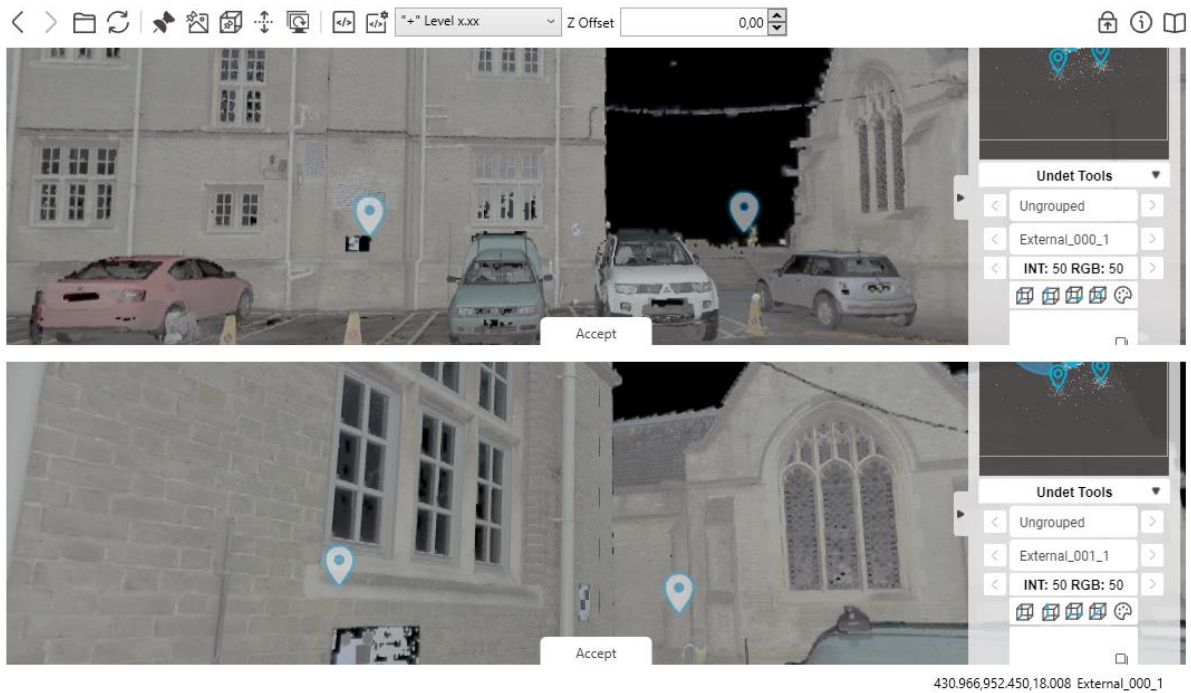 "+" Level x.xx Z Offset 0,00
Undet Tools
Ungrouped
External_000_1
INT: 50 RGB: 50
Accept
Undet Tools
Ungrouped
External_001_1
INT: 50 RGB: 50
Accept
430.966,952.450,18.008 External_000_1